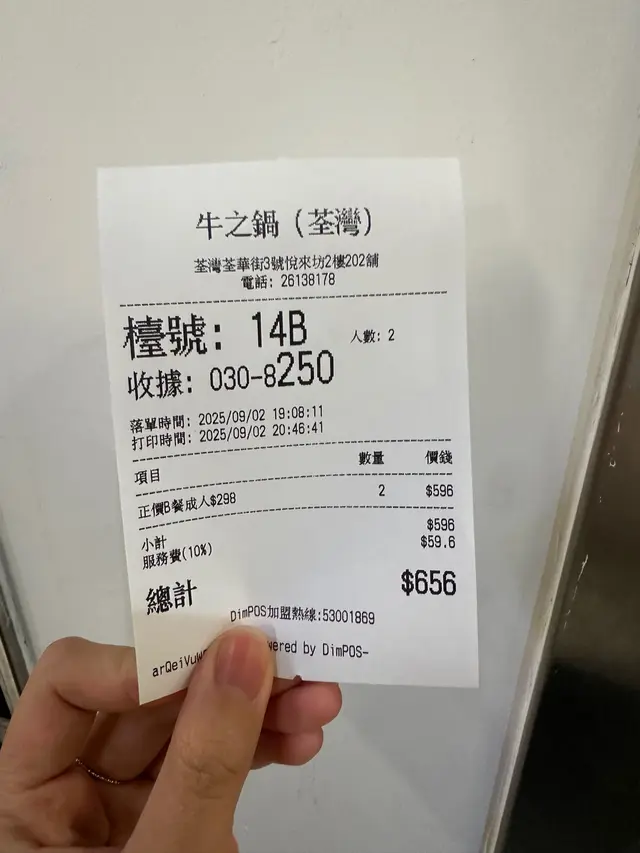 牛之鍋（荃灣）
荃灣荃華街3號悅來坊2樓202舖
電話: 26138178
檯號: 14B 人數: 2
收據: 030-8250
落單時間: 2025/09/02 19:08:11
打印時間: 2025/09/02 20:46:41
項目 數量 價錢
正價B餐成人$298 2 $596
小計 $596
服務費(10%) $59.6
總計 $656
DimPOS加盟熱線:53001869
by DimPOS-